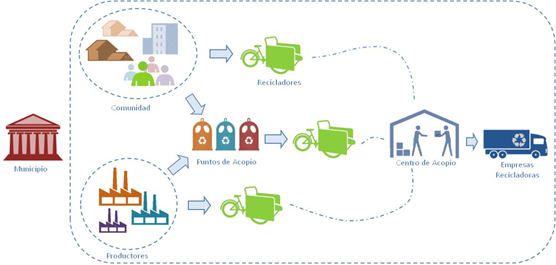 Recicladores
Comunidad
Municipio
Puntos de Acopio
Centro de Acopio
Empresas
Recicladoras
Productores